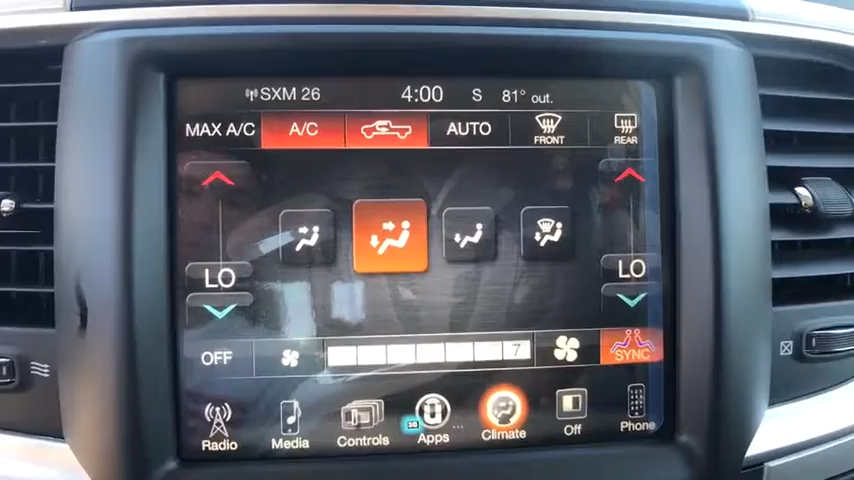 SXM 26 4:00 S 81° out.
MAX A/C A/C AUTO FRONT REAR
LO LO
OFF 7 SYNC
Radio Media Controls Apps Climate Off Phone